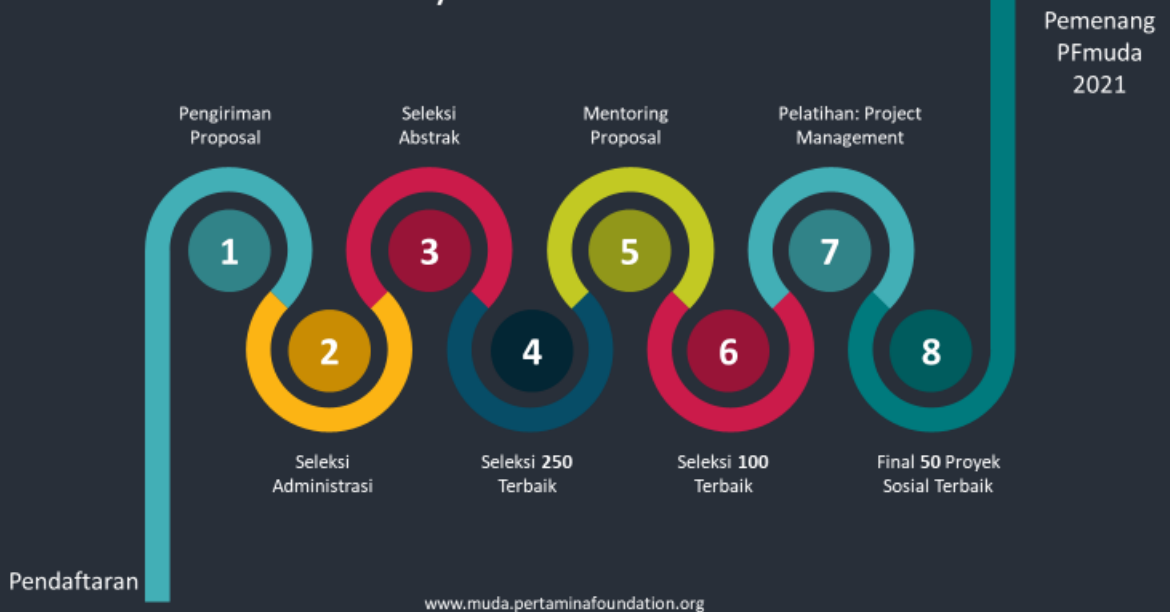 Pemenang
PFmuda
2021
Pengiriman
Proposal
Seleksi
Abstrak
Mentoring
Proposal
Pelatihan: Project
Management
1
3
5
7
2
4
6
8
Seleksi
Administrasi
Seleksi 250
Terbaik
Seleksi 100
Terbaik
Final 50 Proyek
Sosial Terbaik
Pendaftaran
www.muda.pertaminafoundation.org